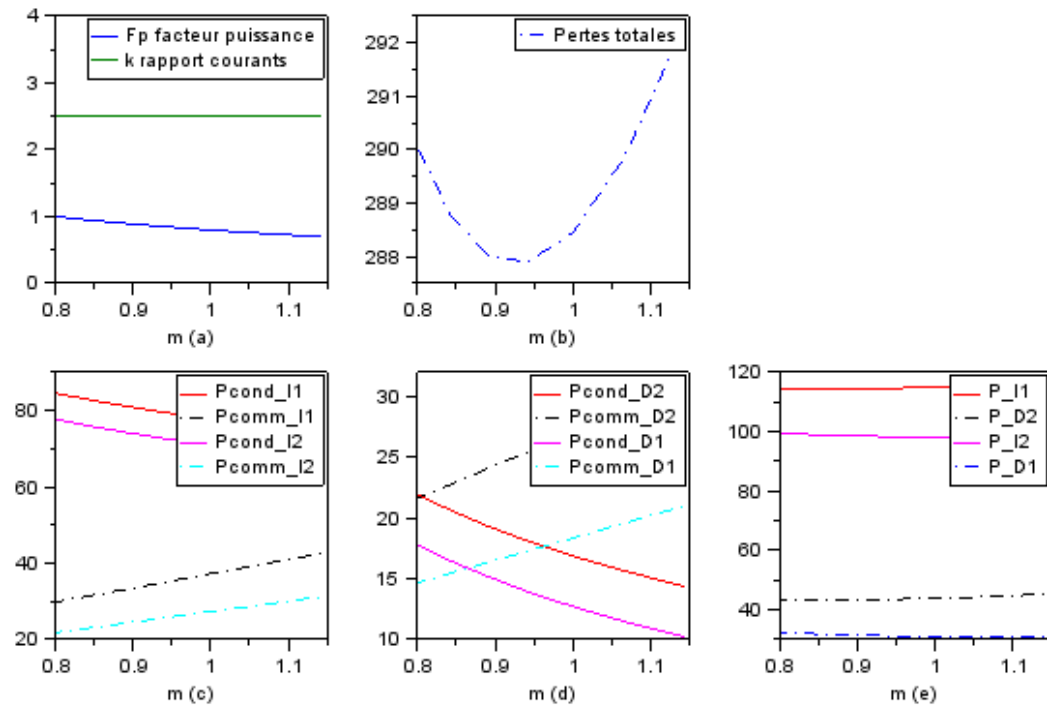 4
3
2
1
0
Fp facteur puissance
k rapport courants
0.8
0.9
1
1.1
m (a)
292
291
290
289
288
Pertes totales
0.8
0.9
1
1.1
m (b)
80
60
40
20
Pcond_I1
Pcomm_I1
Pcond_I2
Pcomm_I2
0.8
0.9
1
1.1
m (c)
30
25
20
15
10
Pcond_D2
Pcomm_D2
Pcond_D1
Pcomm_D1
0.8
0.9
1
1.1
m (d)
120
100
80
60
40
P_I1
P_D2
P_I2
P_D1
0.8
0.9
1
1.1
m (e)